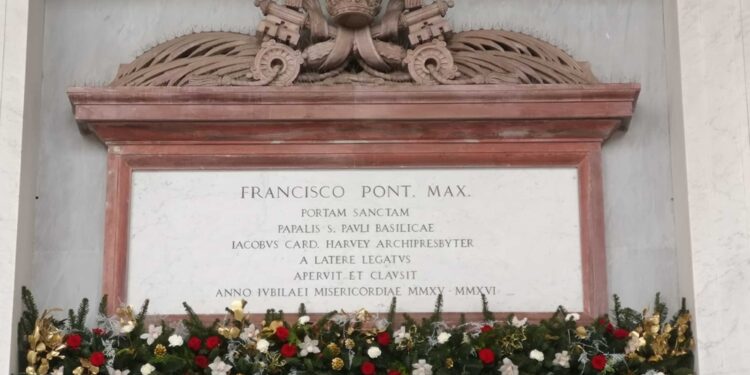 FRANCISCO PONT. MAX.
PORTAM SANCTAM
PAPALIS S. PAVLI BASILICAE
IACOBVS CARD. HARVEY ARCHIPRESBYTER
A LATERE LEGATVS
APERVIT ET CLAVSIT
ANNO IVBILAEI MISERICORDIAE MMXV - MMXVI